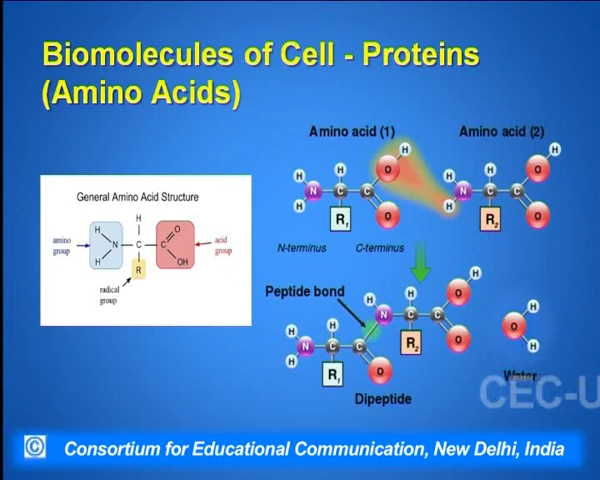 Biomolecules of Cell - Proteins
(Amino Acids)
Amino acid (1)
Amino acid (2)
General Amino Acid Structure
amino
group
H
H
N
H
C
R
C
O
OH
acid
group
radical
group
H
O
H
H
H
N
C
C
O
R1
H
O
H
H
H
N
C
C
O
R2
N-terminus
C-terminus
Peptide bond
H
H
N
H
C
C
O
R1
H
N
H
C
C
O
H
O
R2
H
O
H
Water
Dipeptide
CEC-U
© Consortium for Educational Communication, New Delhi, India